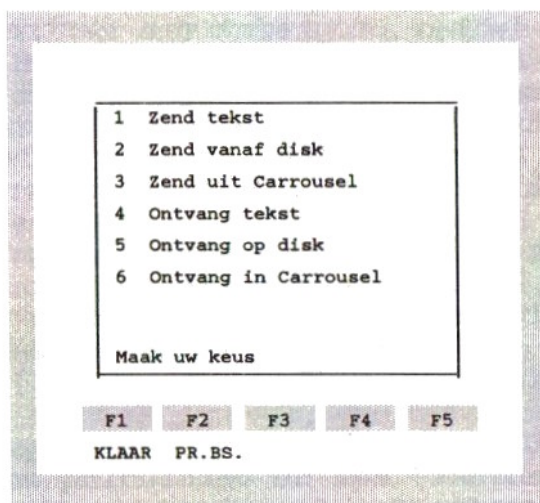 1 Zend tekst
2 Zend vanaf disk
3 Zend uit Carrousel
4 Ontvang tekst
5 Ontvang op disk
6 Ontvang in Carrousel
Maak uw keus
F1 F2 F3 F4 F5
KLAAR PR.BS.